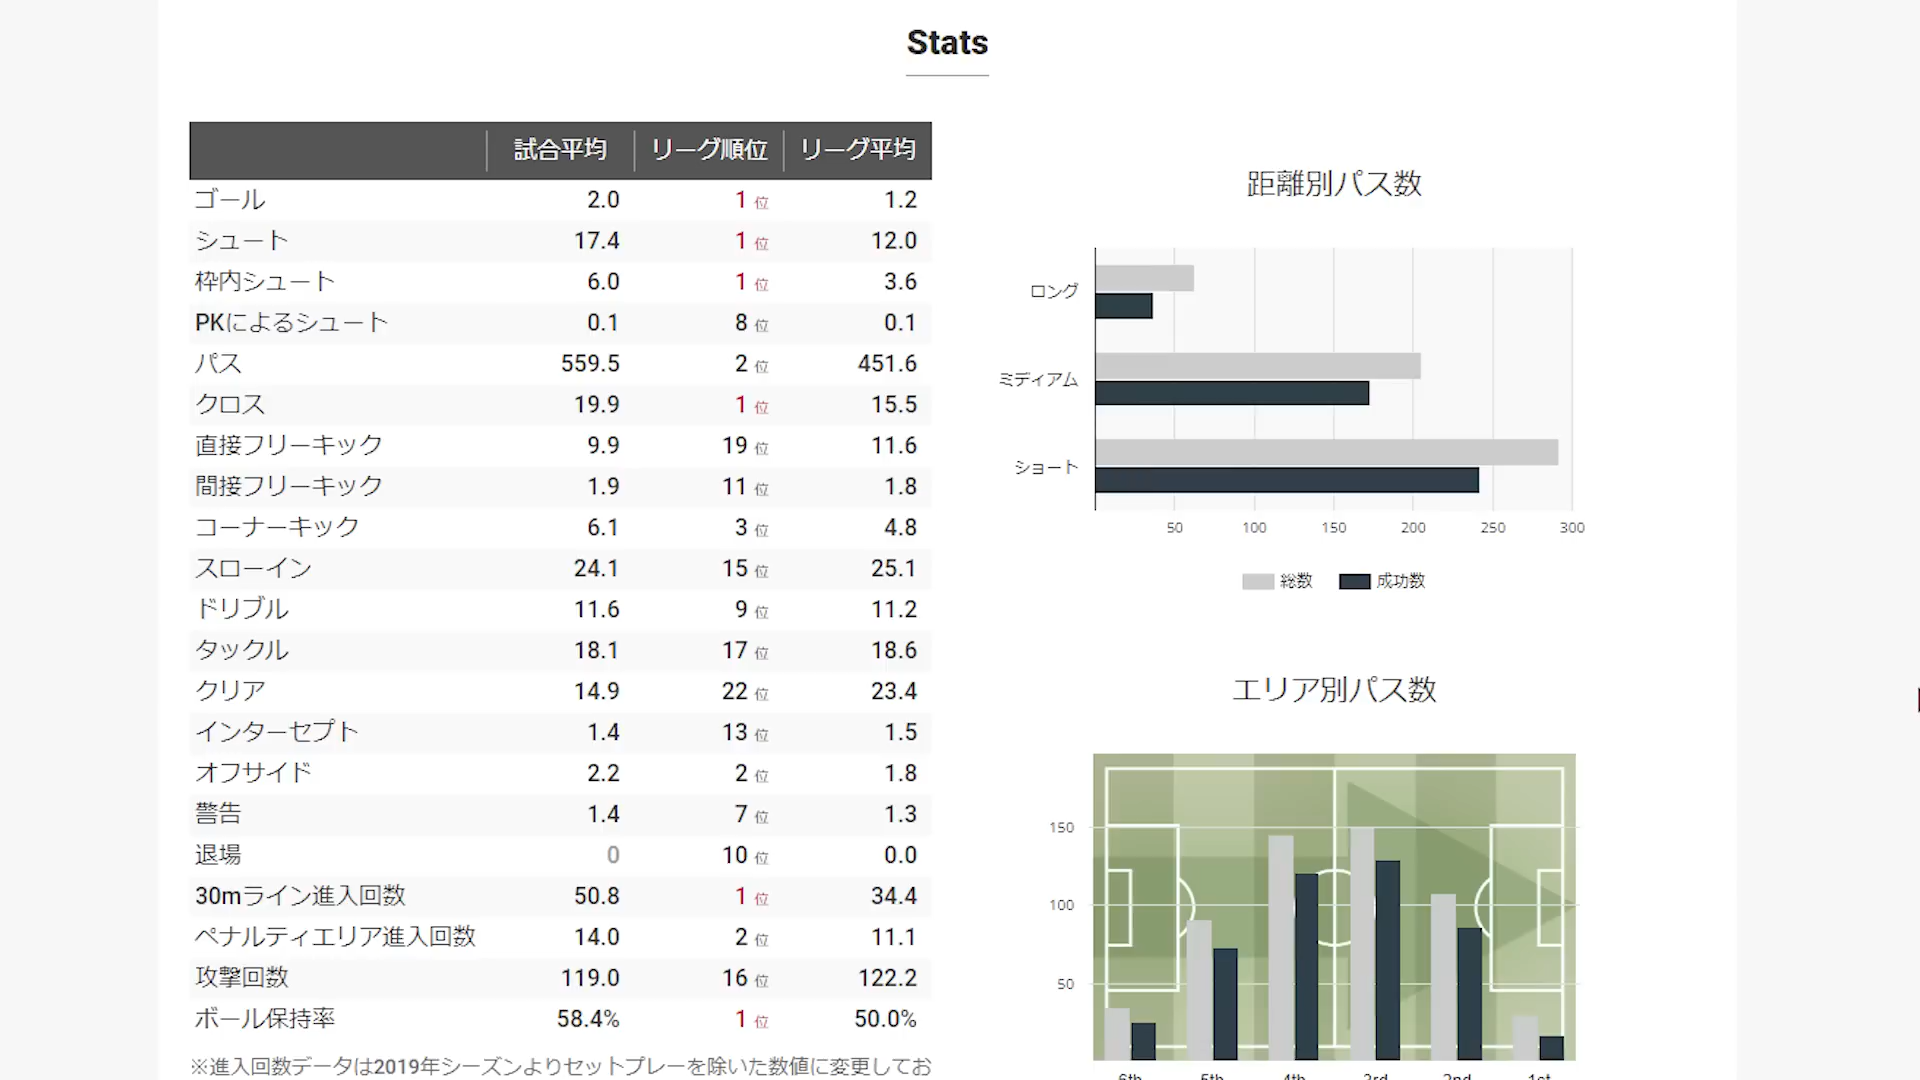 Stats
試合平均 リーグ順位 リーグ平均
ゴール 2.0 1 位 1.2
シュート 17.4 1 位 12.0
枠内シュート 6.0 1 位 3.6
PKによるシュート 0.1 8 位 0.1
パス 559.5 2 位 451.6
クロス 19.9 1 位 15.5
直接フリーキック 9.9 19 位 11.6
間接フリーキック 1.9 11 位 1.8
コーナーキック 6.1 3 位 4.8
スローイン 24.1 15 位 25.1
ドリブル 11.6 9 位 11.2
タックル 18.1 17 位 18.6
クリア 14.9 22 位 23.4
インターセプト 1.4 13 位 1.5
オフサイド 2.2 2 位 1.8
警告 1.4 7 位 1.3
退場 0 10 位 0.0
30mライン進入回数 50.8 1 位 34.4
ペナルティエリア進入回数 14.0 2 位 11.1
攻撃回数 119.0 16 位 122.2
ボール保持率 58.4% 1 位 50.0%
※進入回数データは2019年シーズンよりセットプレーを除いた数値に変更してお
距離別パス数
ロング
ミディアム
ショート
50 100 150 200 250 300
総数 成功数
エリア別パス数
150
100
50
6th 5th 4th 3rd 2nd 1st